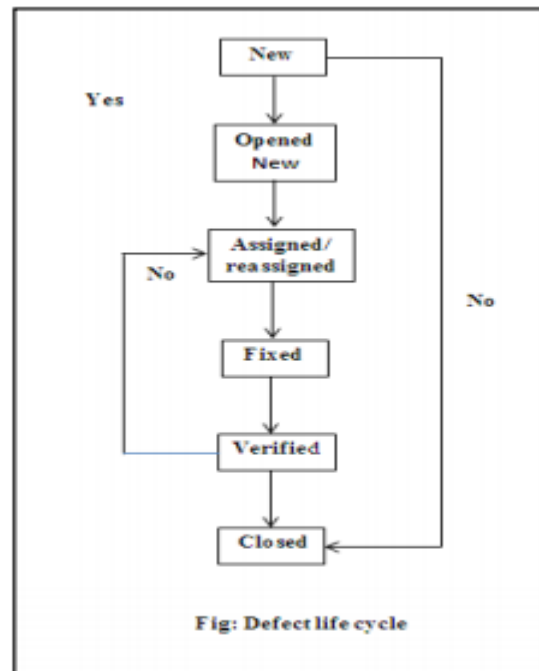 New
Yes
Opened
New
Assigned/
reassigned
No
No
Fixed
Verified
Closed
Fig: Defect life cycle